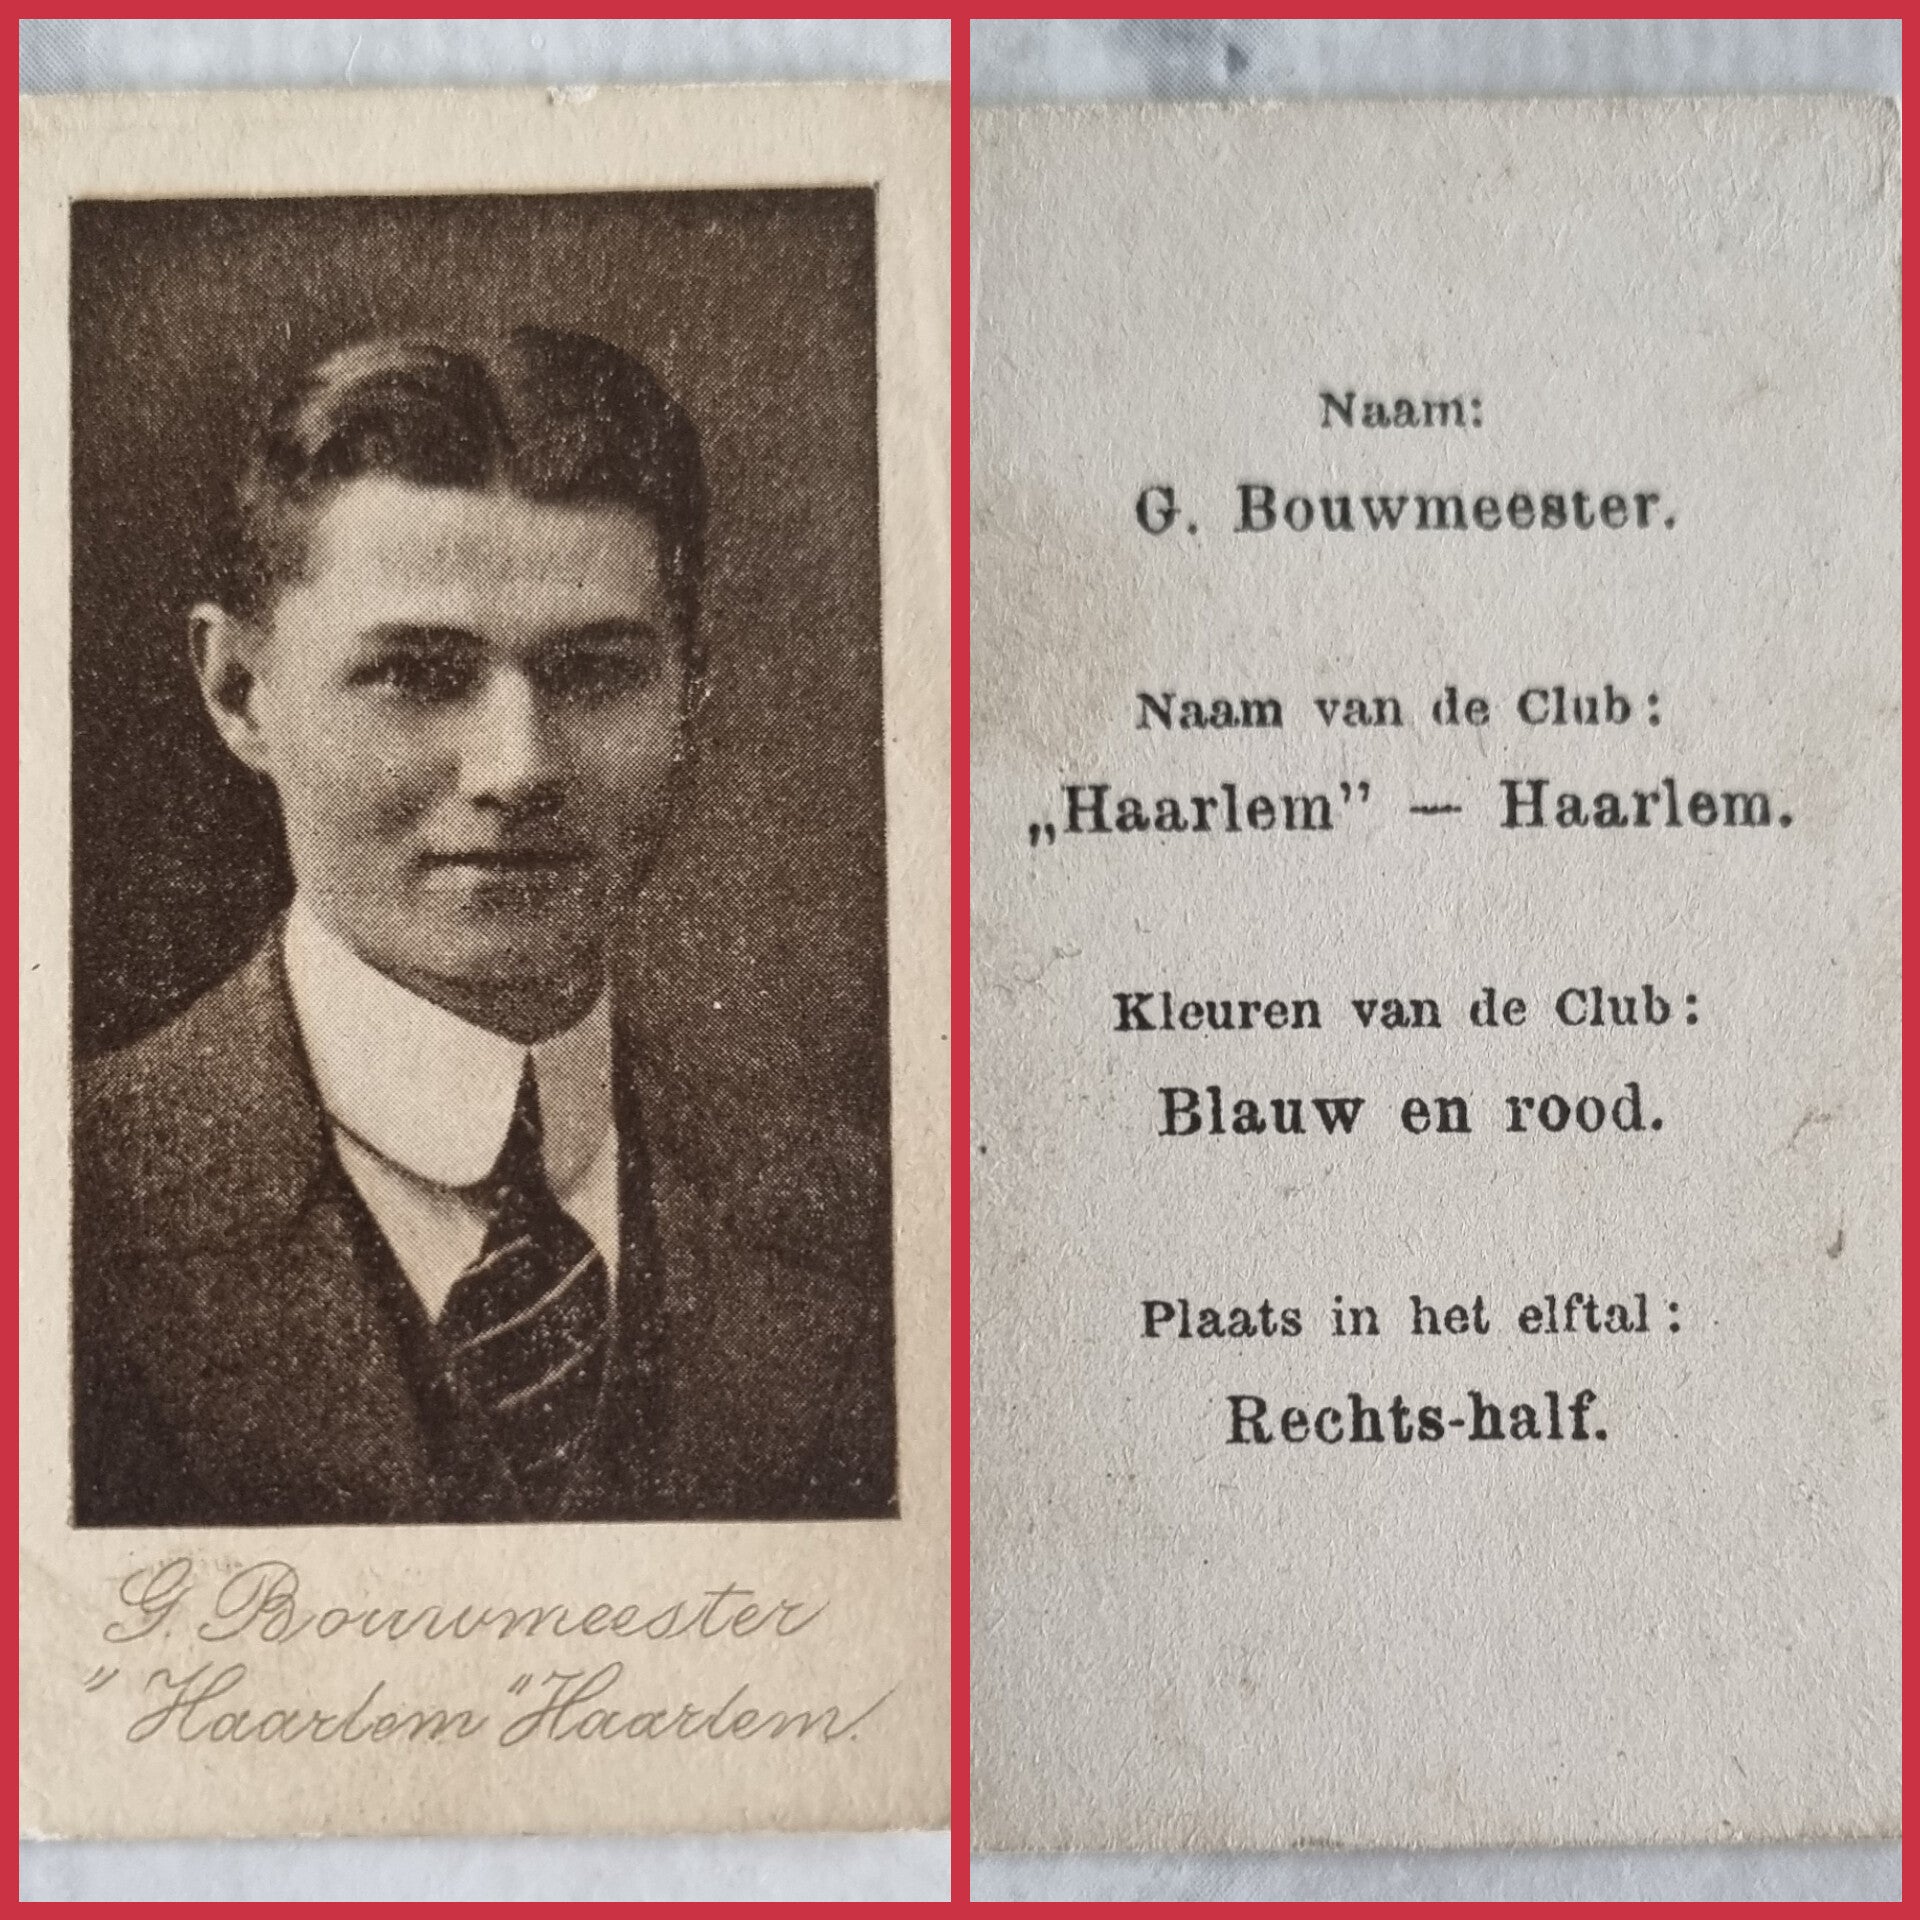 G. Bouwmeester
"Haarlem" Haarlem.
Naam:
G. Bouwmeester.
Naam van de Club:
„Haarlem” — Haarlem.
Kleuren van de Club:
Blauw en rood.
Plaats in het elftal:
Rechts-half.